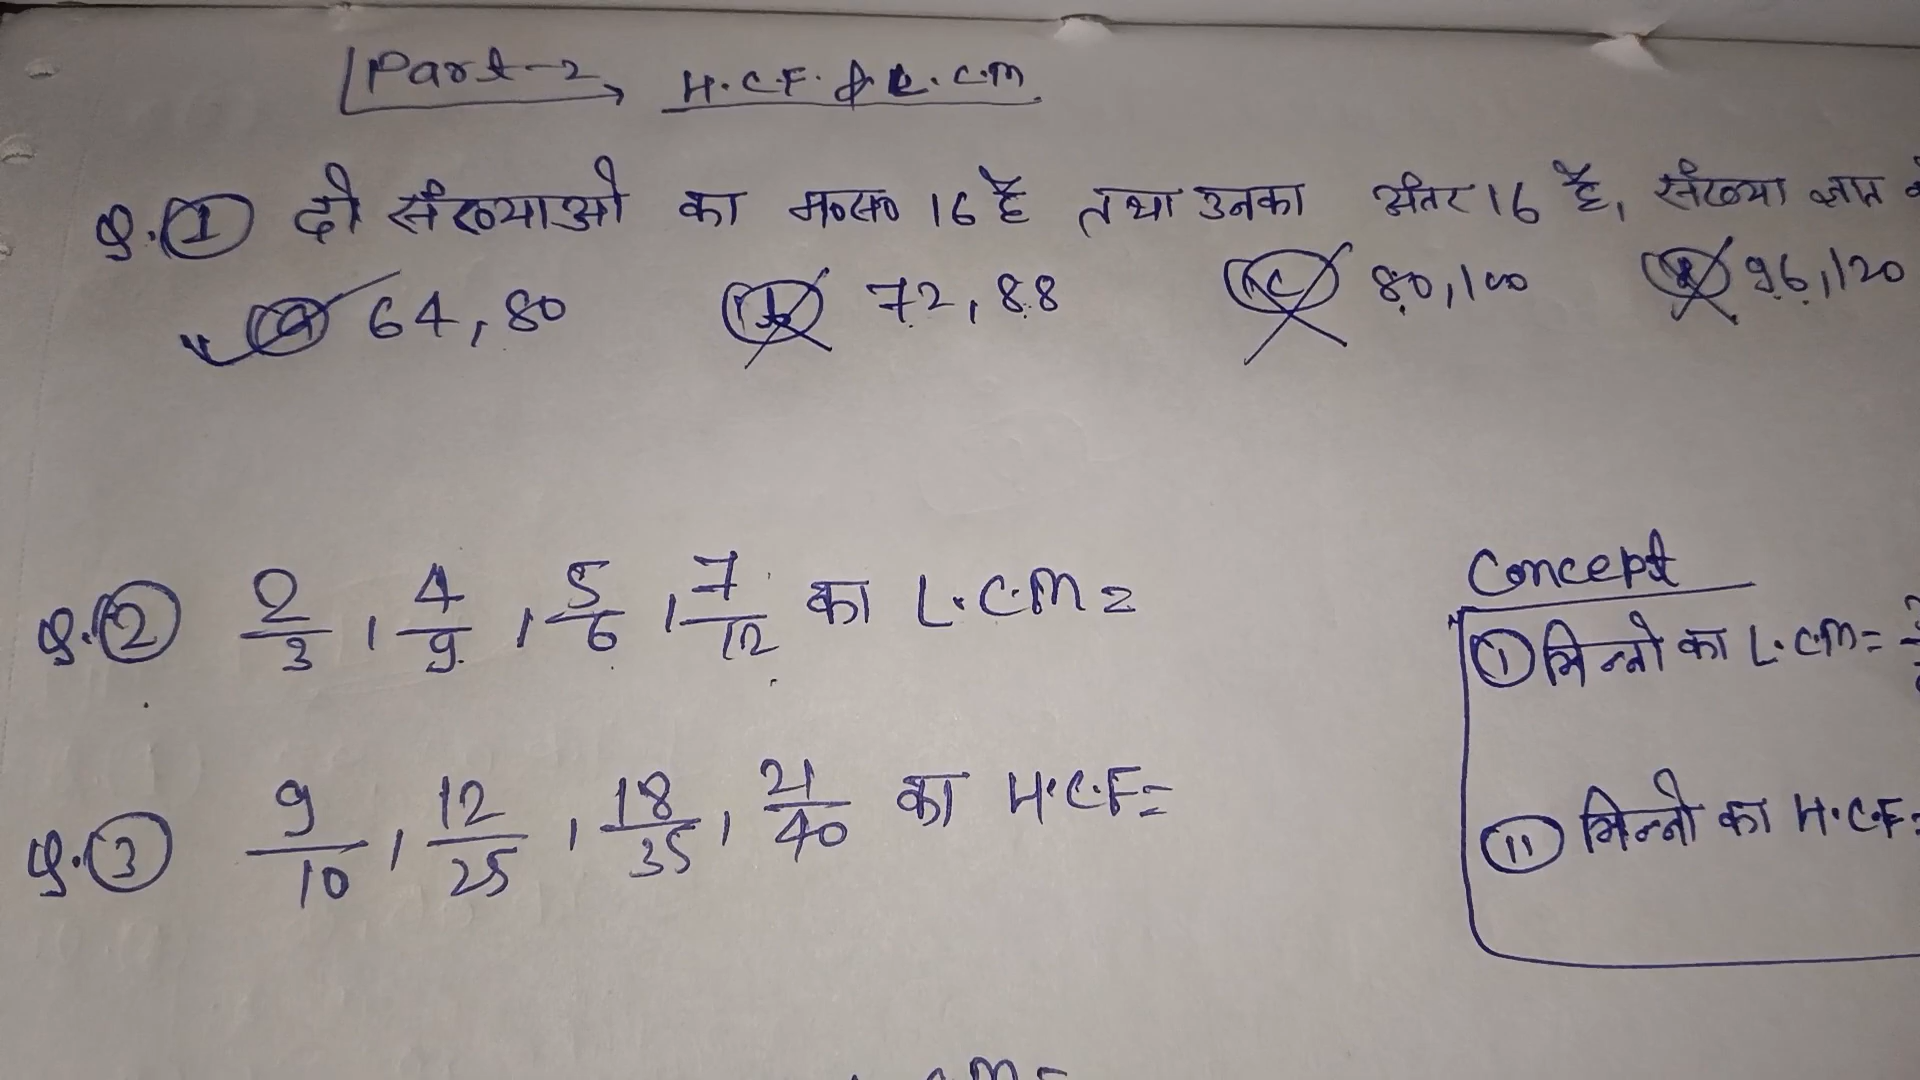 Part-2 → H.C.F. & L.C.M
Q.(1) दो संख्याओ का म०स० 16 है तथा उनका अंतर 16 है, संख्या ज्ञात
(a) 64, 80 (b) 72, 88 (c) 80, 100 (d) 96, 120
Q.(2) 2/3, 4/9, 5/6, 7/12 का L.C.M =
Q.(3) 9/10, 12/25, 18/35, 21/40 का H.C.F =
Concept
(i) भिन्नो का L.C.M =
(ii) भिन्नो का H.C.F =